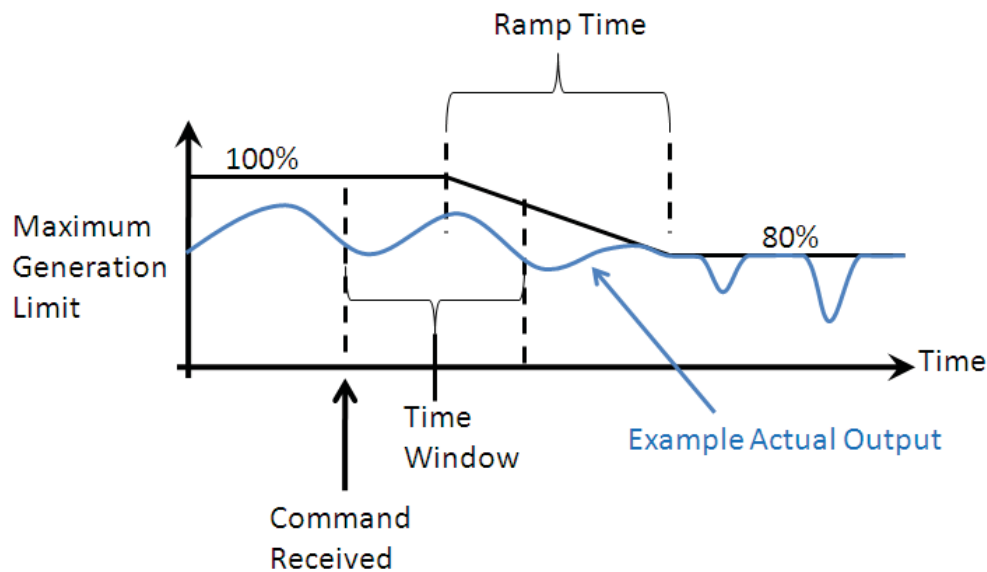 Ramp Time
100%
Maximum
Generation
Limit
80%
Time
Time
Window
Example Actual Output
Command
Received